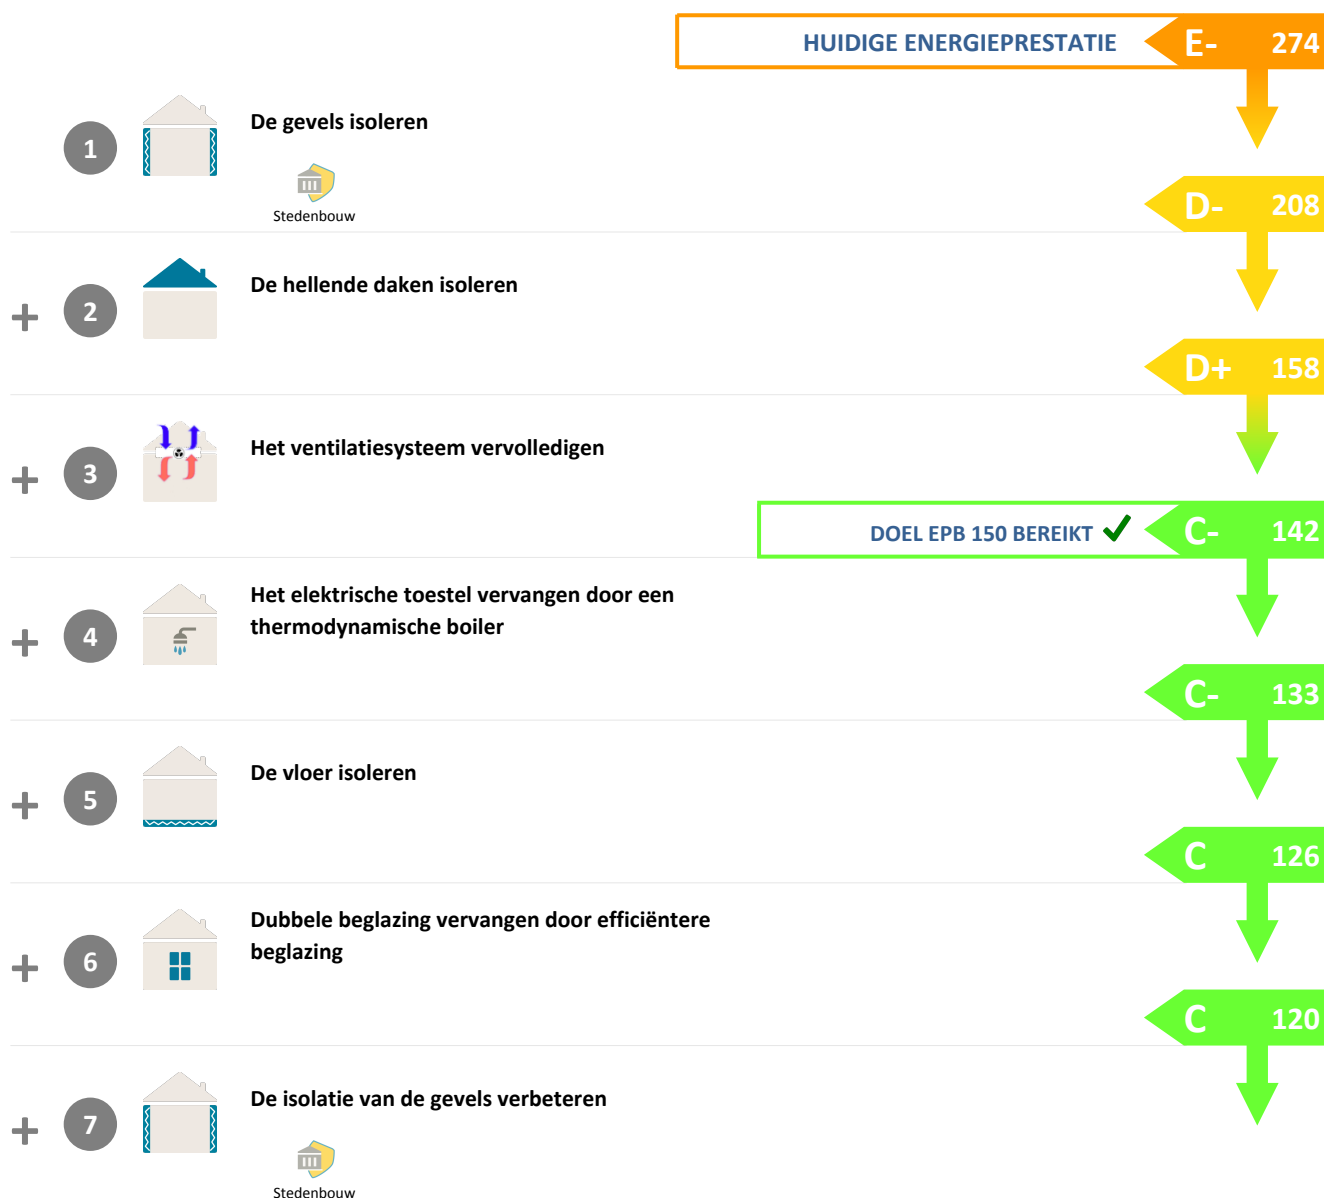 HUIDIGE ENERGIEPRESTATIE E- 274
1 De gevels isoleren
Stedenbouw
D- 208
+ 2 De hellende daken isoleren
D+ 158
+ 3 Het ventilatiesysteem vervolledigen
DOEL EPB 150 BEREIKT ✓ C- 142
+ 4 Het elektrische toestel vervangen door een
thermodynamische boiler
C- 133
+ 5 De vloer isoleren
C 126
+ 6 Dubbele beglazing vervangen door efficiëntere
beglazing
C 120
+ 7 De isolatie van de gevels verbeteren
Stedenbouw